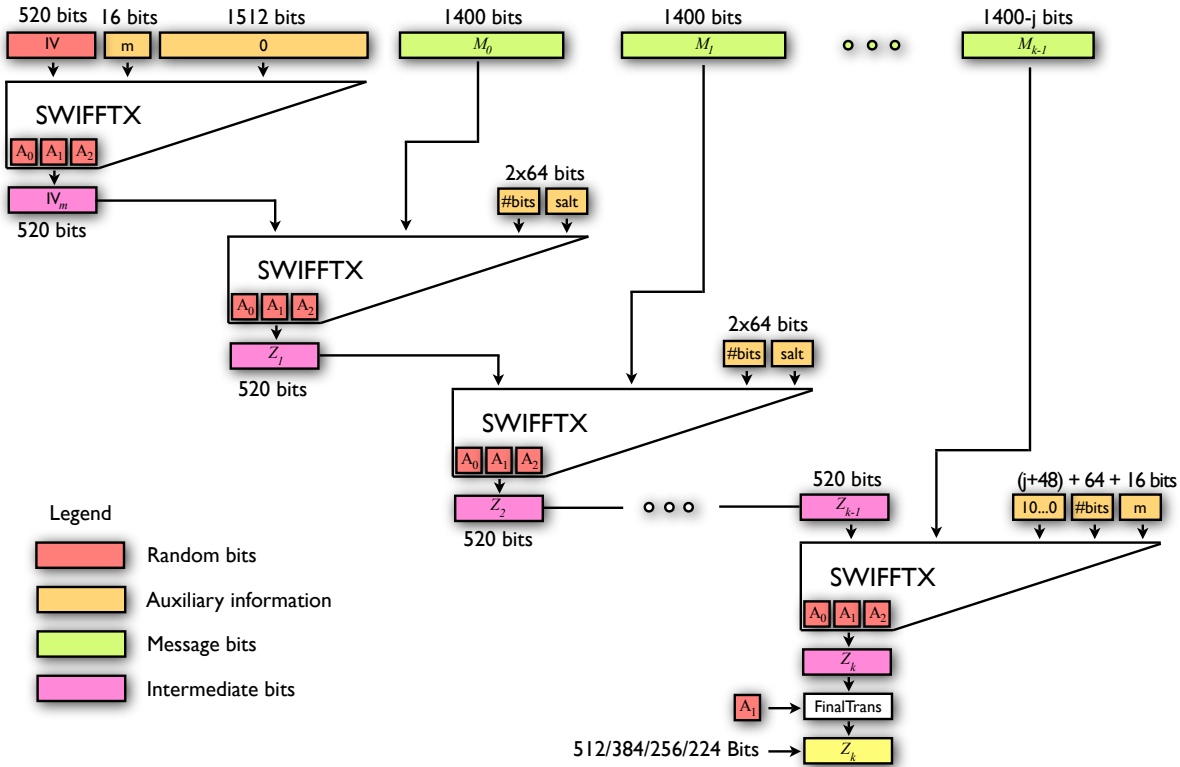 520 bits 16 bits 1512 bits 1400 bits 1400 bits 1400-j bits
IV m 0 M0 M1 Mk-1
SWIFFTX
A0 A1 A2
2x64 bits
IVm #bits salt
520 bits
SWIFFTX
A0 A1 A2
2x64 bits
Z1 #bits salt
520 bits
SWIFFTX
A0 A1 A2
520 bits (j+48) + 64 + 16 bits
Z2 Zk-1 10...0 #bits m
520 bits
Legend
Random bits
Auxiliary information
Message bits
Intermediate bits
SWIFFTX
A0 A1 A2
Zk
A1 FinalTrans
512/384/256/224 Bits Zk